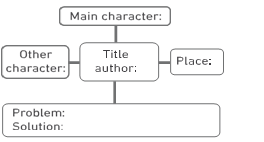 Main character:
Other
character:
Title
author:
Place:
Problem:
Solution: